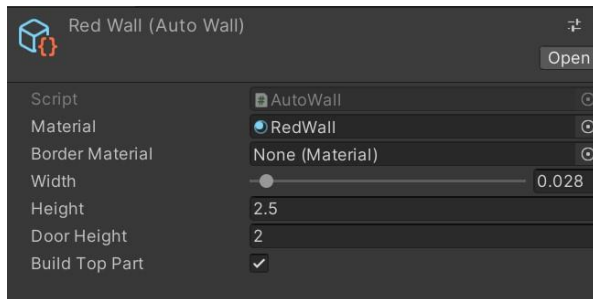 Red Wall (Auto Wall)
Open
Script AutoWall
Material RedWall
Border Material None (Material)
Width 0.028
Height 2.5
Door Height 2
Build Top Part